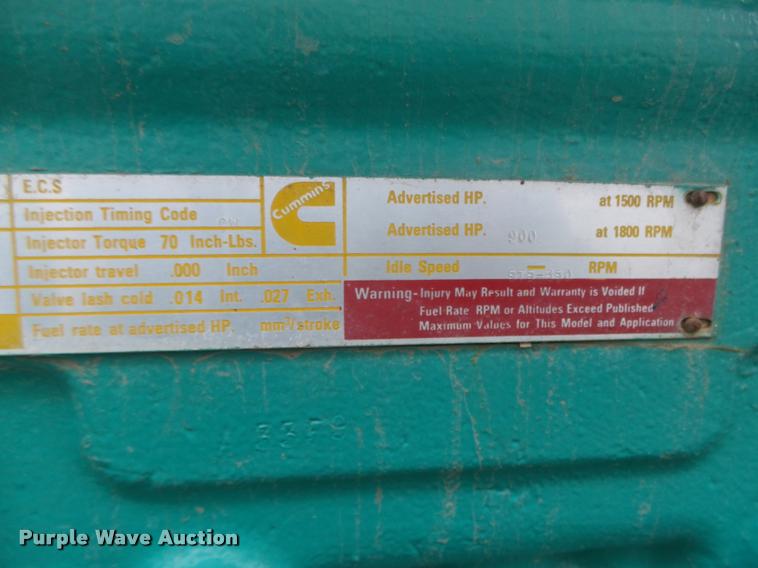 E.C.S
Injection Timing Code
Injector Torque 70 Inch-Lbs.
Injector travel .000 Inch
Valve lash cold .014 Int. .027 Exh.
Fuel rate at advertised HP. mm³/stroke
Cummins
Advertised HP. at 1500 RPM
Advertised HP. 900 at 1800 RPM
Idle Speed RPM
Warning-Injury May Result and Warranty is Voided If
Fuel Rate RPM or Altitudes Exceed Published
Maximum Values for This Model and Application
Purple Wave Auction